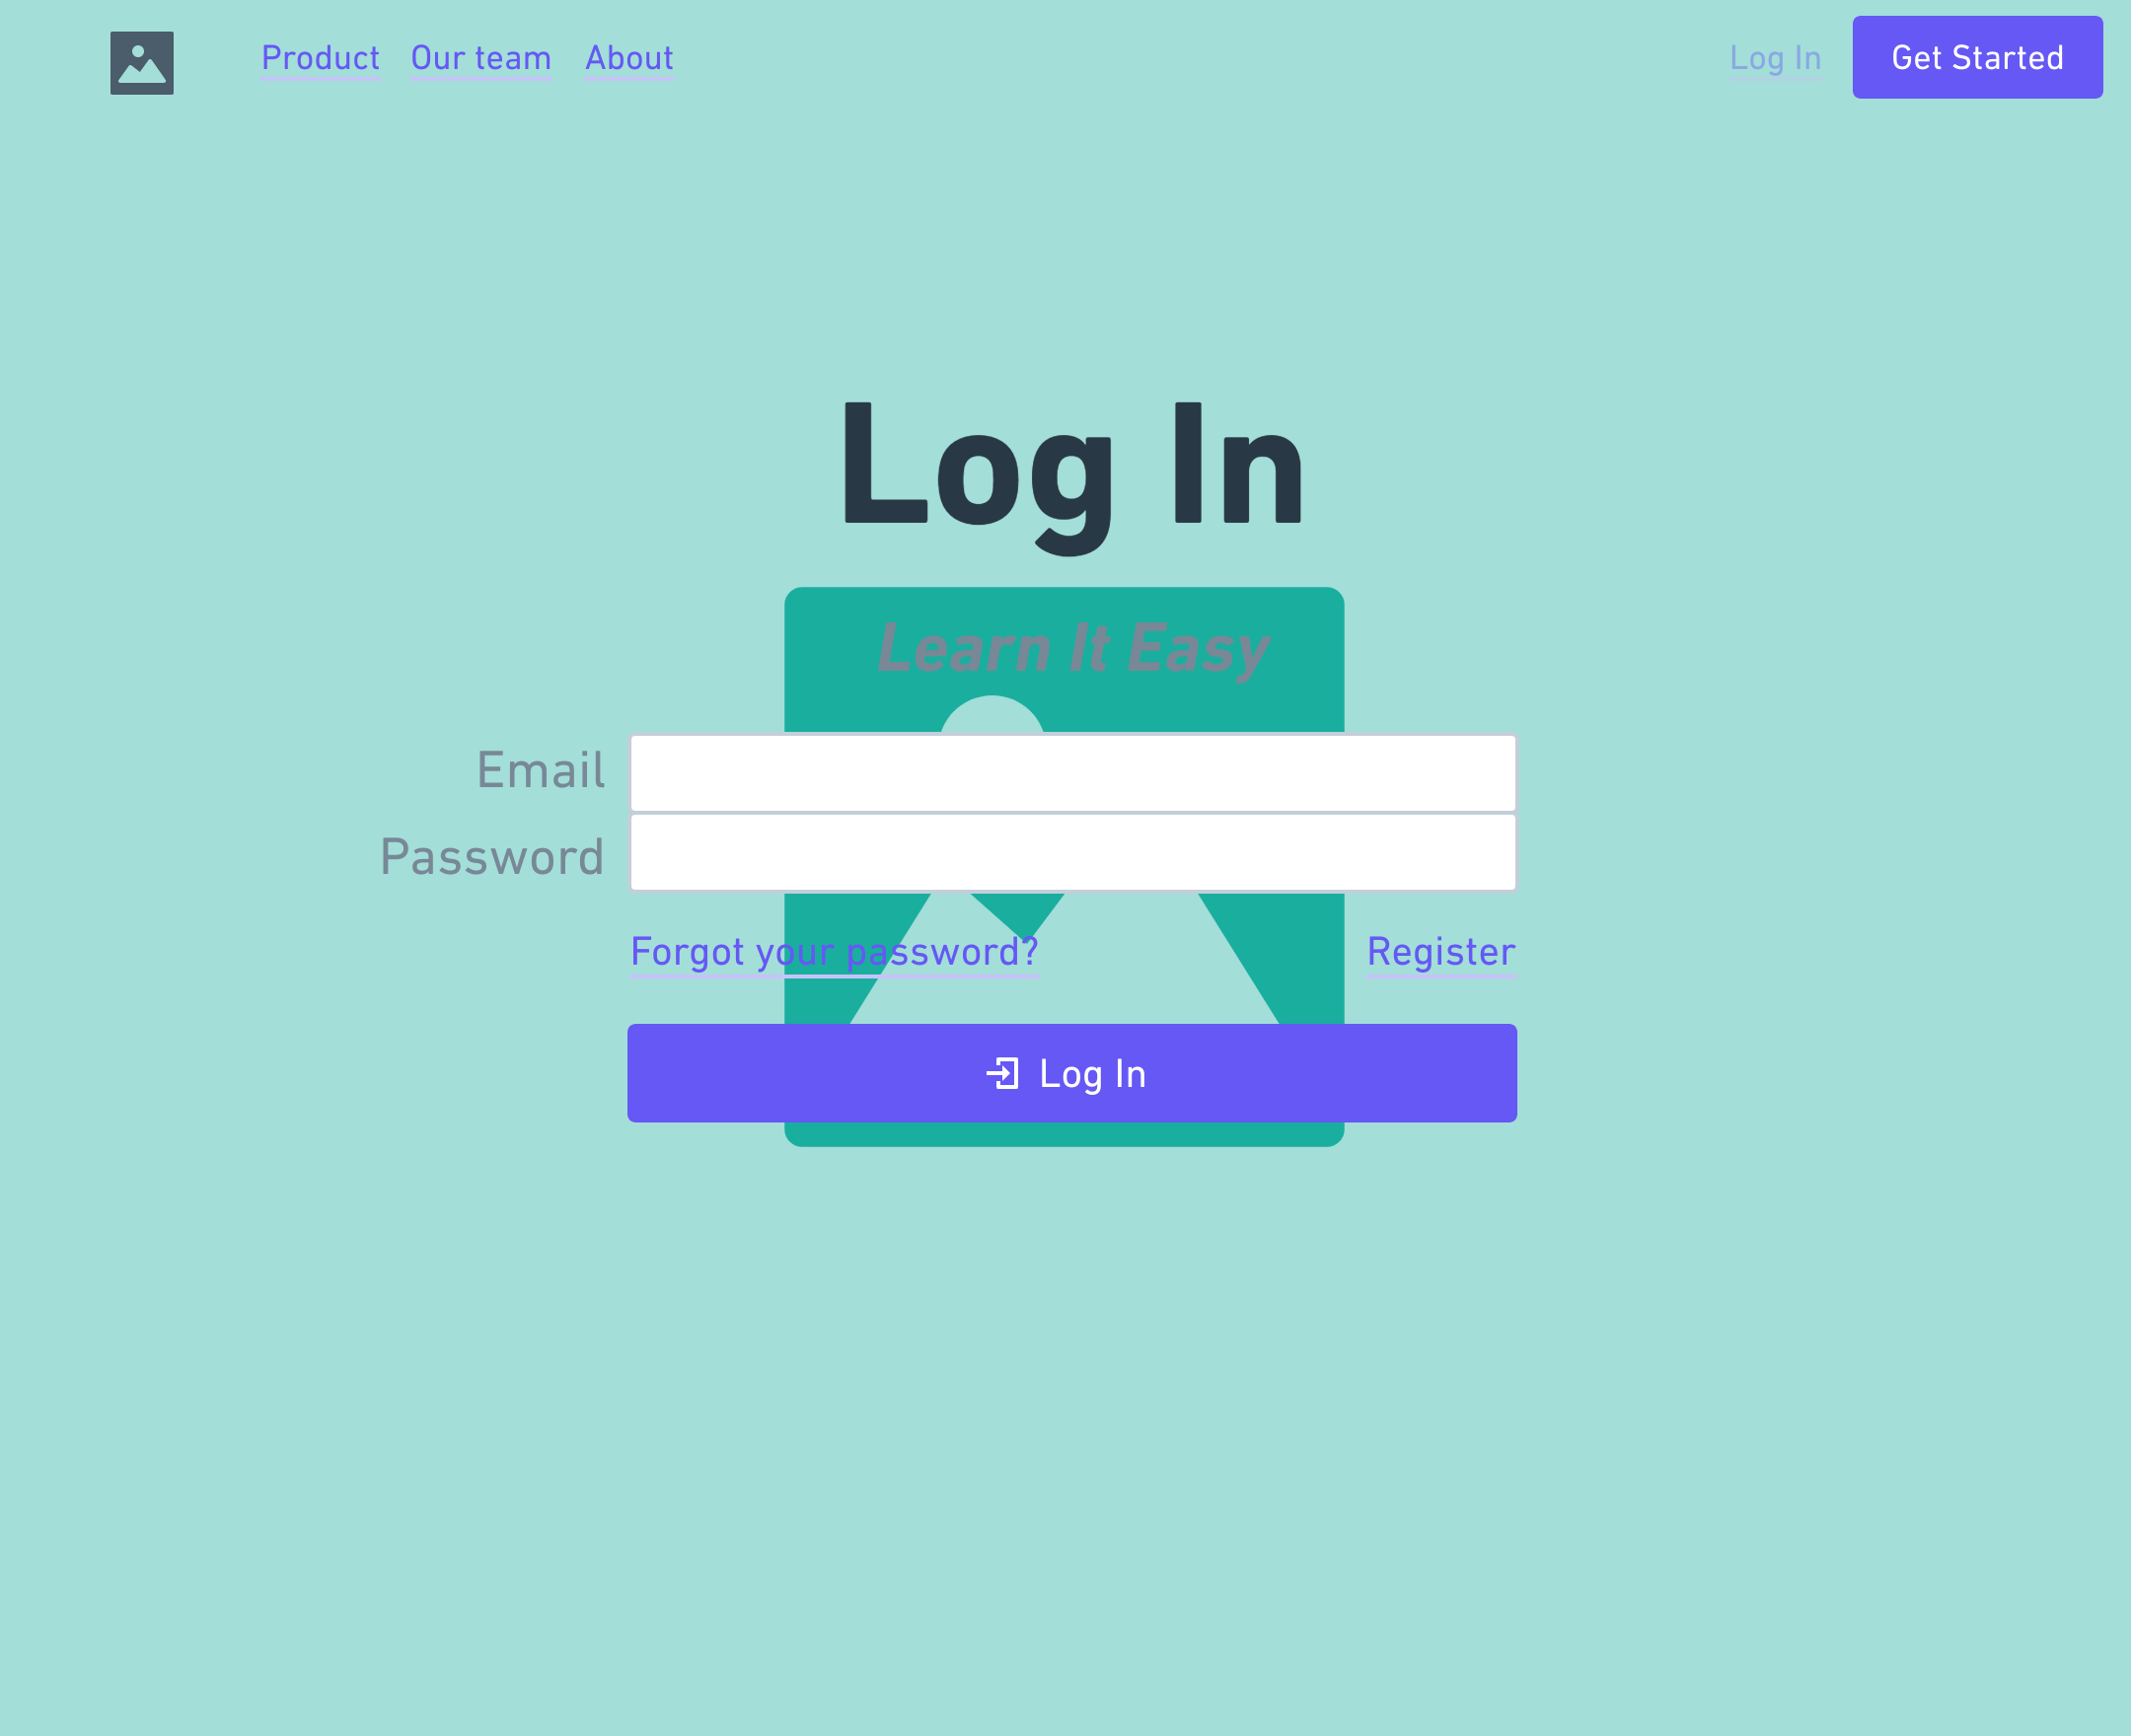 Product Our team About Log In Get Started
Log In
Learn It Easy
Email
Password
Forgot your password? Register
Log In